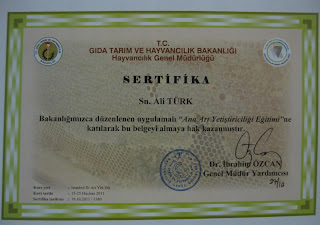 T.C.
GIDA TARIM VE HAYVANCILIK BAKANLIĞI
Hayvancılık Genel Müdürlüğü
SERTİFİKA
Sn. Ali TÜRK
Bakanlığımızca düzenlenen uygulamalı "Ana Arı Yetiştiriciliği Eğitimi"ne
katılarak bu belgeyi almaya hak kazanmıştır.
Dr. İbrahim ÖZCAN
Genel Müdür Yardımcısı